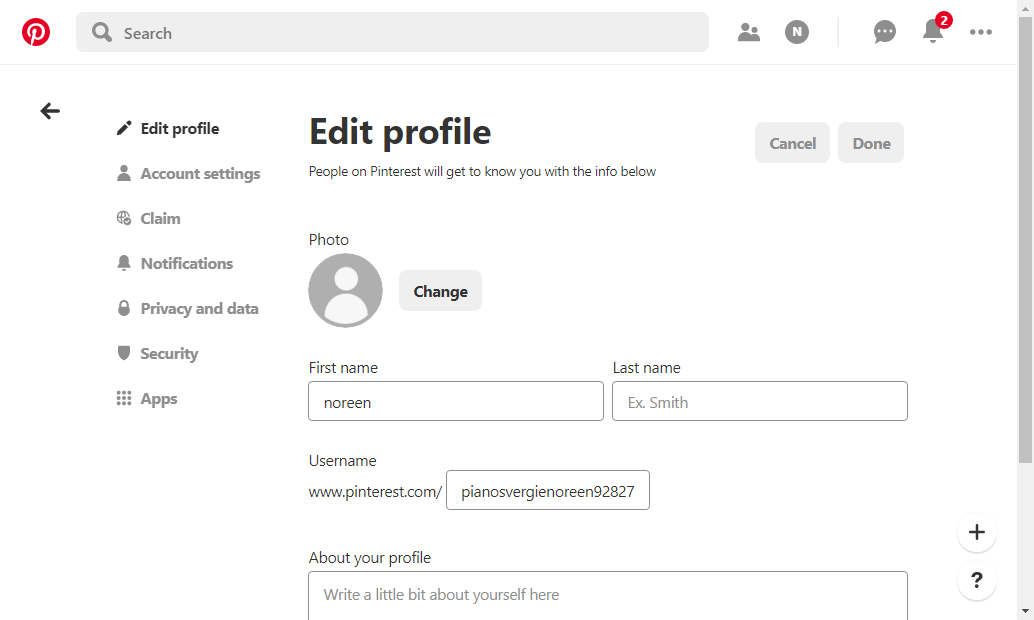 Search
N
2
Edit profile
Account settings
Claim
Notifications
Privacy and data
Security
Apps
Edit profile
People on Pinterest will get to know you with the info below
Cancel
Done
Photo
Change
First name
Last name
noreen
Ex. Smith
Username
www.pinterest.com/ pianosvergienoreen92827
About your profile
Write a little bit about yourself here
+
?